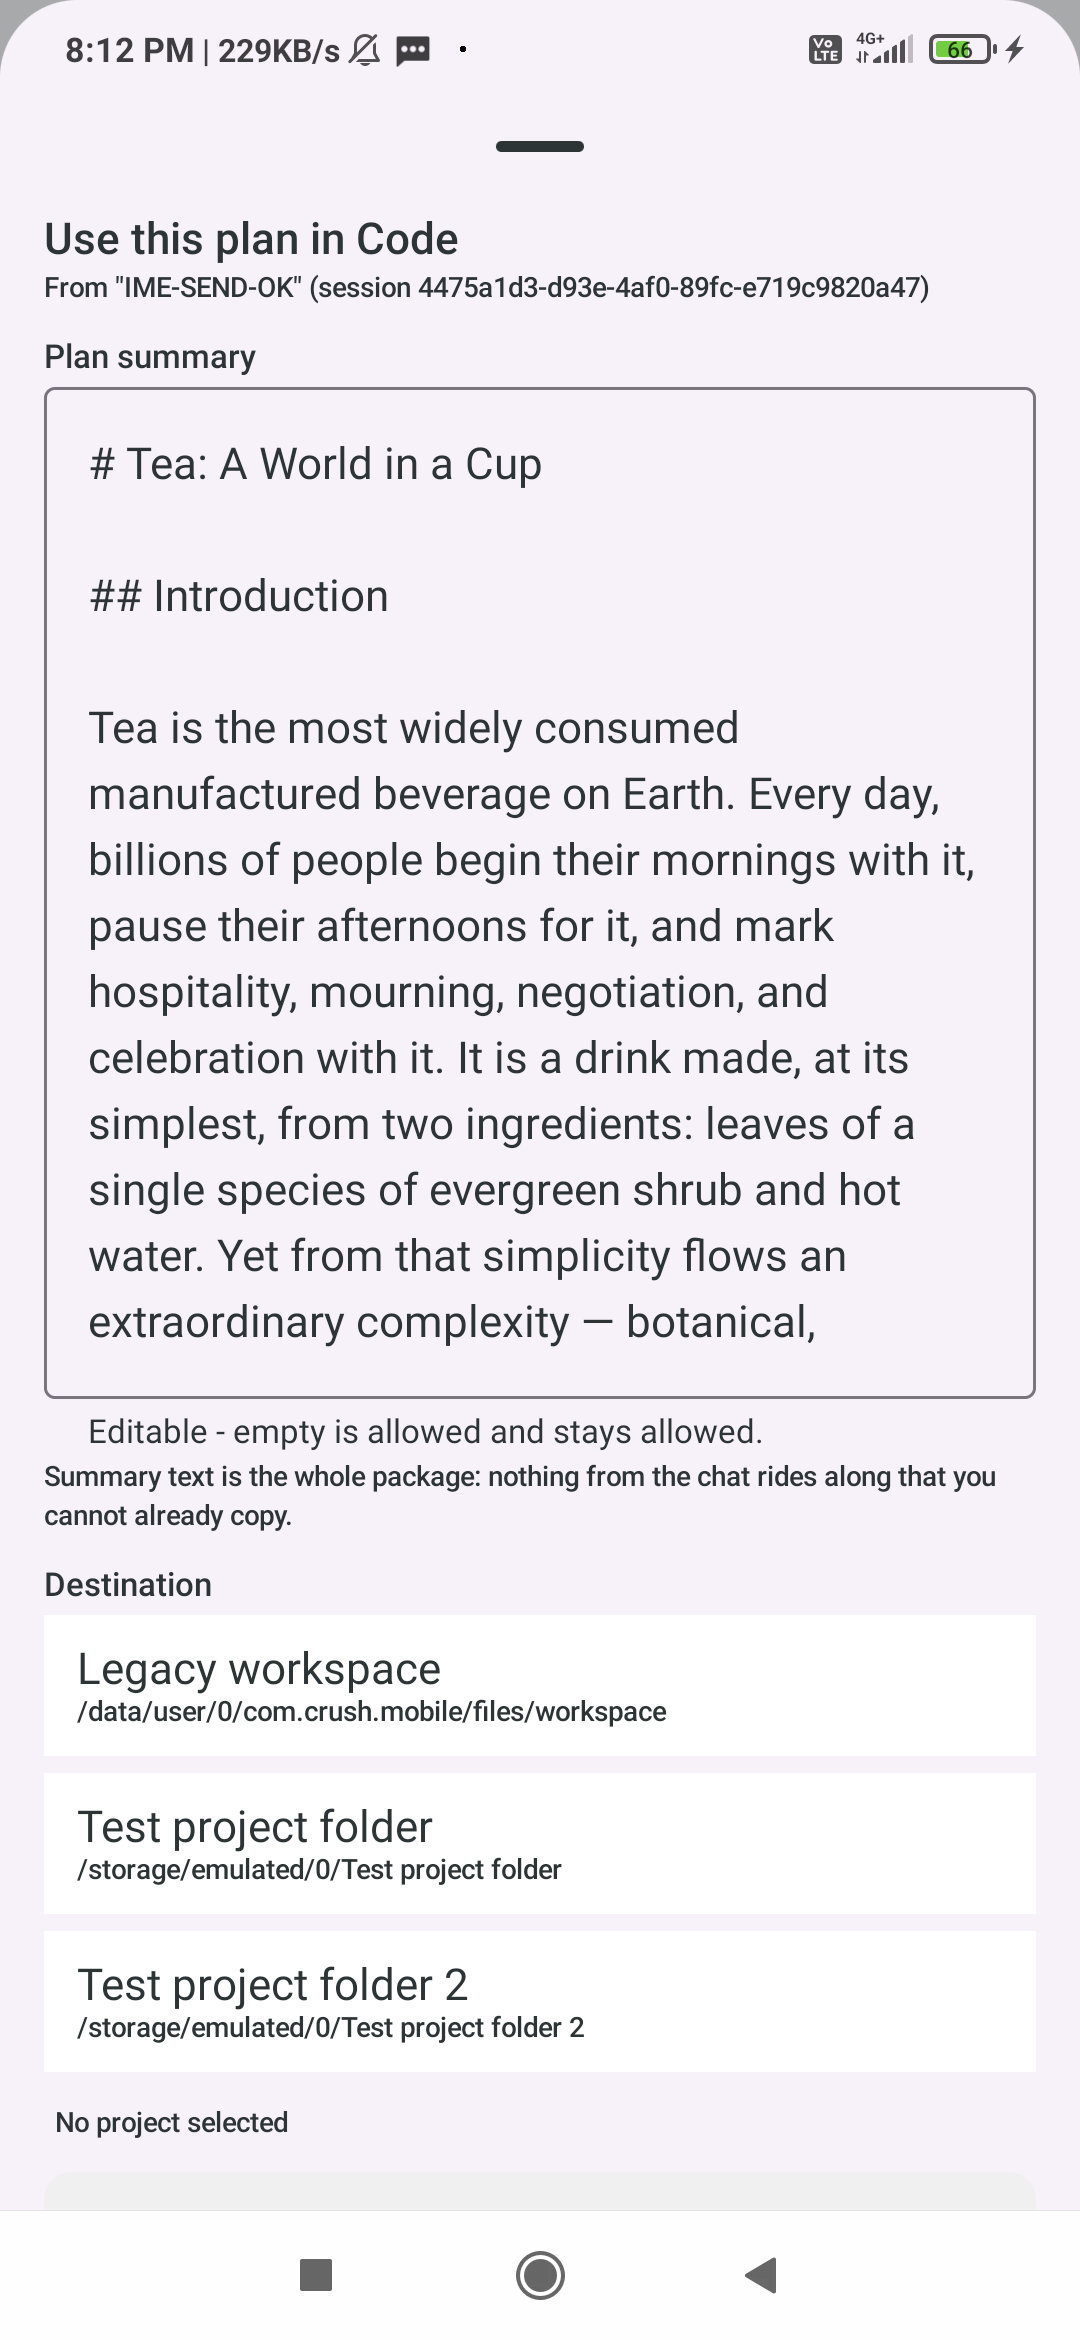 8:12 PM | 229KB/s
Vo LTE 4G+ 66
Use this plan in Code
From "IME-SEND-OK" (session 4475a1d3-d93e-4af0-89fc-e719c9820a47)
Plan summary
# Tea: A World in a Cup
## Introduction
Tea is the most widely consumed
manufactured beverage on Earth. Every day,
billions of people begin their mornings with it,
pause their afternoons for it, and mark
hospitality, mourning, negotiation, and
celebration with it. It is a drink made, at its
simplest, from two ingredients: leaves of a
single species of evergreen shrub and hot
water. Yet from that simplicity flows an
extraordinary complexity — botanical,
Editable - empty is allowed and stays allowed.
Summary text is the whole package: nothing from the chat rides along that you
cannot already copy.
Destination
Legacy workspace
/data/user/0/com.crush.mobile/files/workspace
Test project folder
/storage/emulated/0/Test project folder
Test project folder 2
/storage/emulated/0/Test project folder 2
No project selected